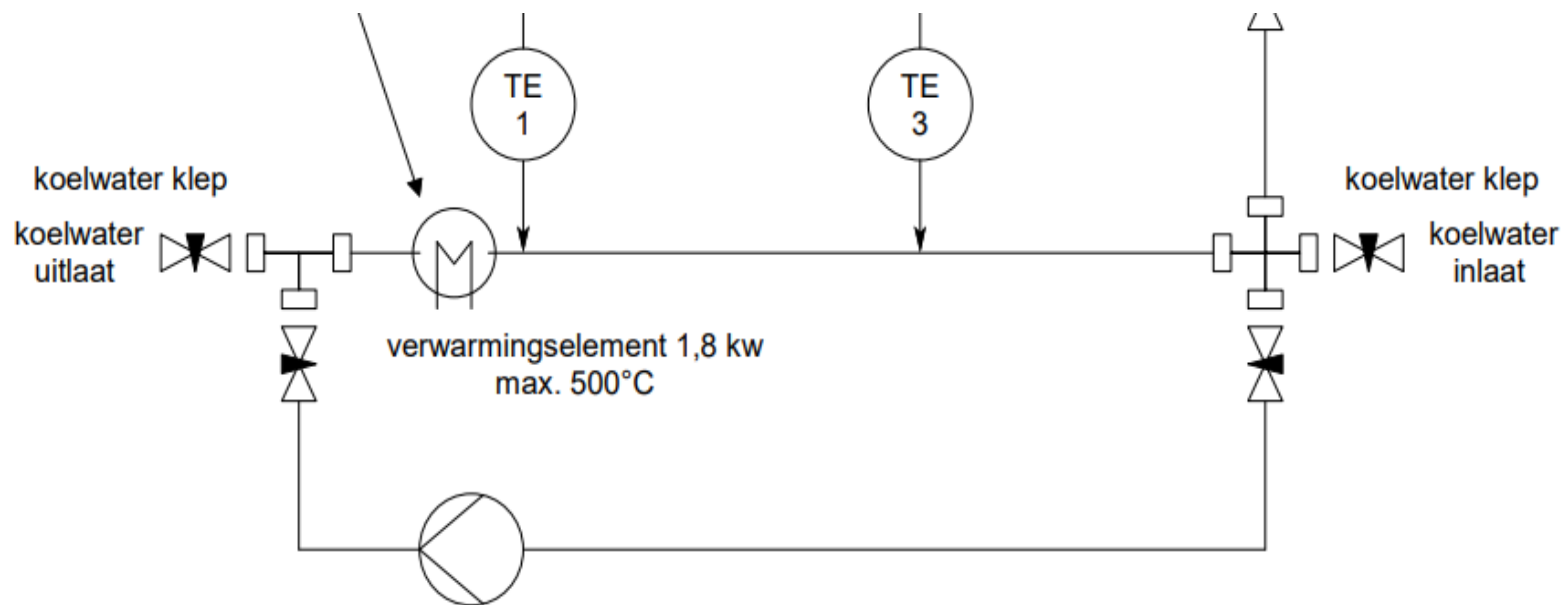 TE
1
TE
3
koelwater klep
koelwater
uitlaat
koelwater klep
koelwater
inlaat
verwarmingselement 1,8 kw
max. 500°C